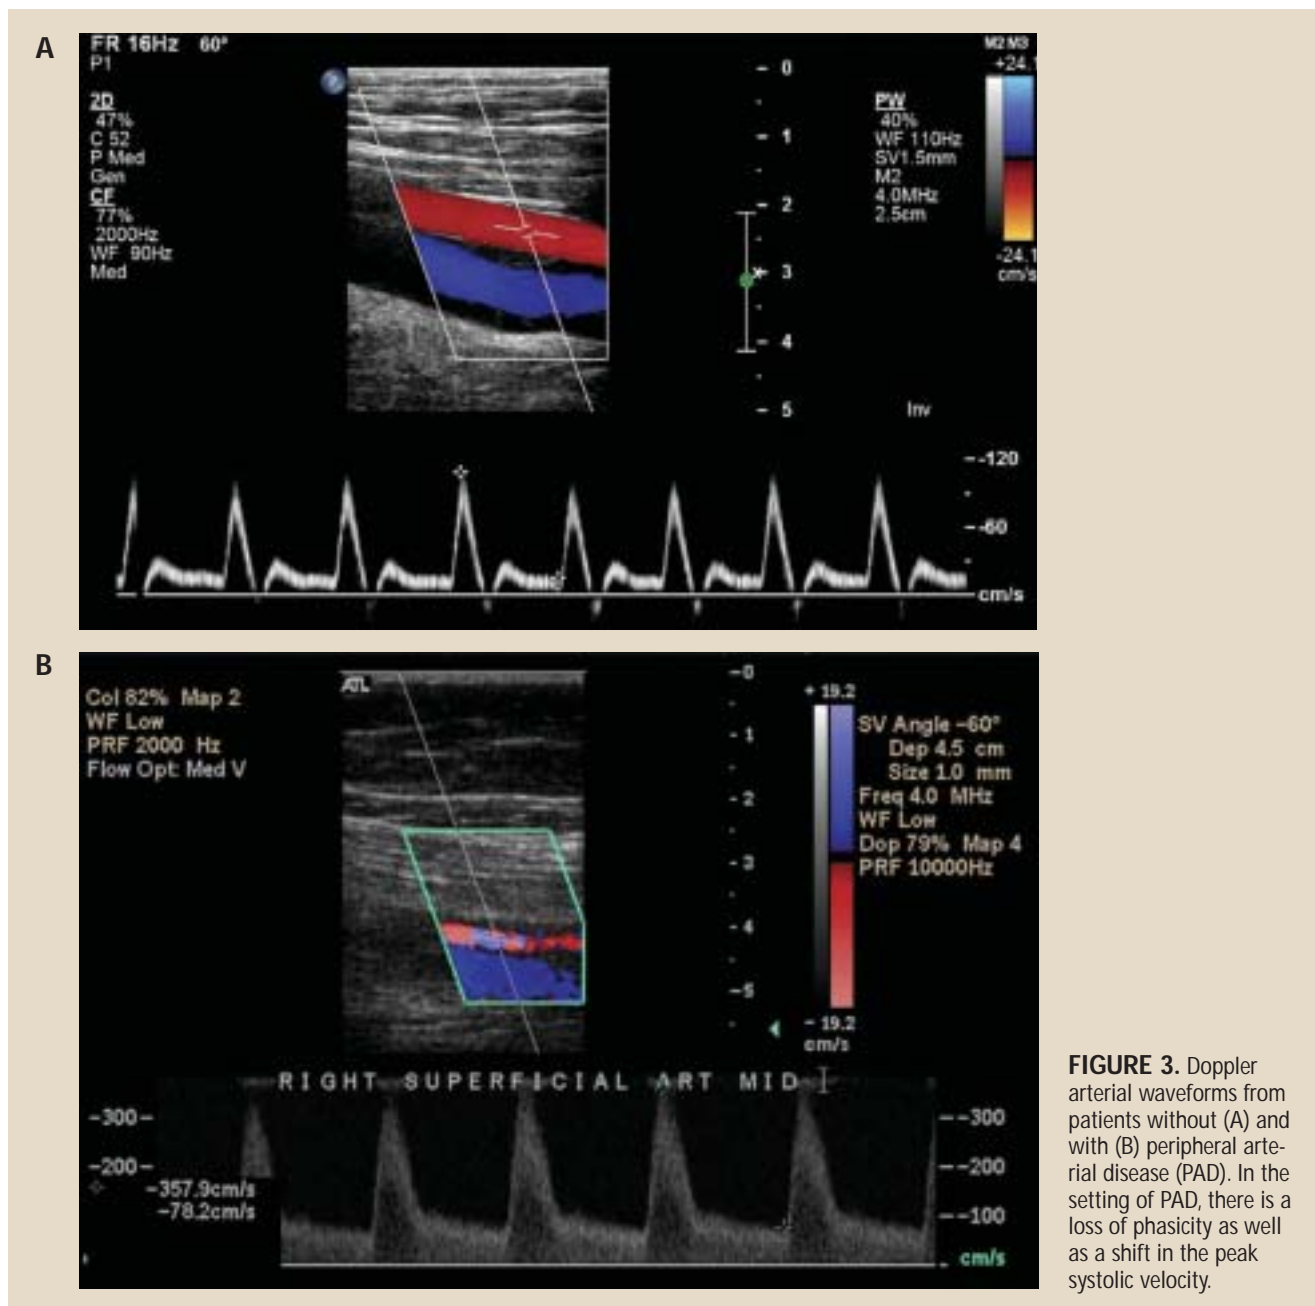 A
FR 16Hz 60°
P1
2D
47%
C 52
P Med
Gen
CF
77%
2000Hz
WF 90Hz
Med
0
1
2
3
4
5
PW
40%
WF 110Hz
SV1.5mm
M2
4.0MHz
2.5cm
M2 M3
+24.1
-24.1
cm/s
Inv
-120
-60
cm/s
B
Col 82% Map 2
WF Low
PRF 2000 Hz
Flow Opt: Med V
ATL
0
1
2
3
4
5
+ 19.2
- 19.2
cm/s
SV Angle -60°
Dep 4.5 cm
Size 1.0 mm
Freq 4.0 MHz
WF Low
Dop 79% Map 4
PRF 10000Hz
RIGHT SUPERFICIAL ART MID
-300-
-200-
-357.9cm/s
-78.2cm/s
-300
-200
-100
cm/s
FIGURE 3. Doppler
arterial waveforms from
patients without (A) and
with (B) peripheral arte-
rial disease (PAD). In the
setting of PAD, there is a
loss of phasicity as well
as a shift in the peak
systolic velocity.